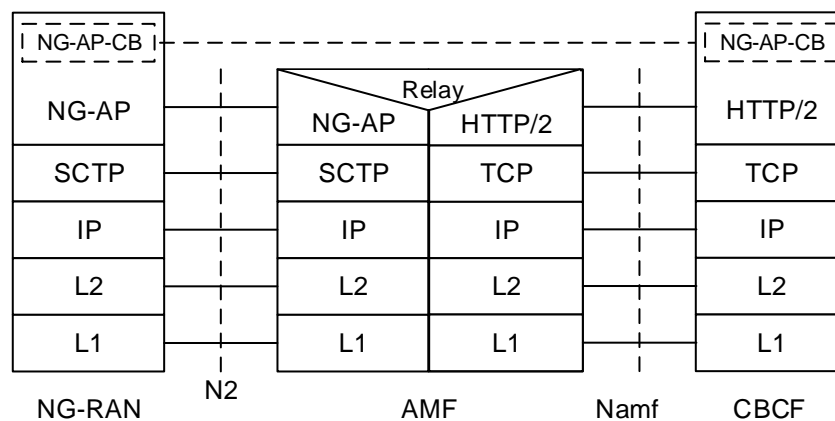 NG-AP-CB
NG-AP-CB
Relay
NG-AP
NG-AP
HTTP/2
HTTP/2
SCTP
SCTP
TCP
TCP
IP
IP
IP
IP
L2
L2
L2
L2
L1
L1
L1
L1
N2
NG-RAN
AMF
Namf
CBCF